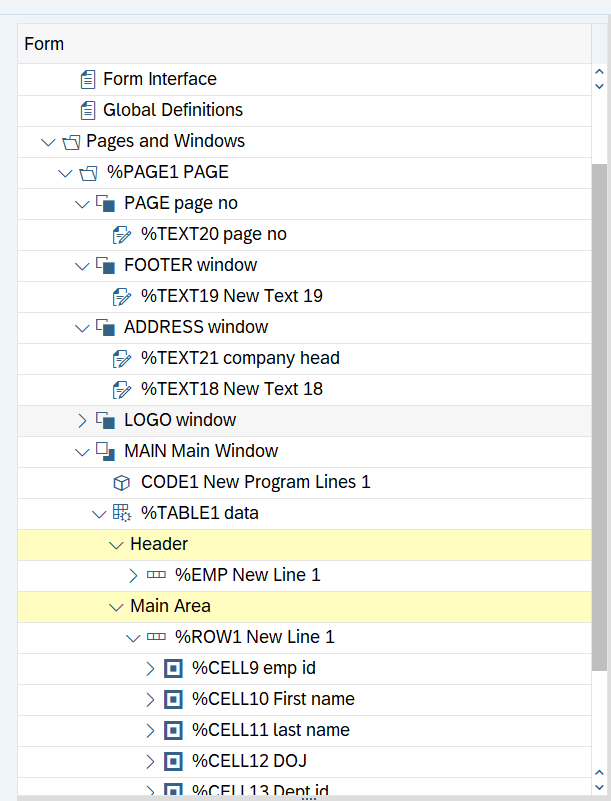 Form
Form Interface
Global Definitions
Pages and Windows
%PAGE1 PAGE
PAGE page no
%TEXT20 page no
FOOTER window
%TEXT19 New Text 19
ADDRESS window
%TEXT21 company head
%TEXT18 New Text 18
LOGO window
MAIN Main Window
CODE1 New Program Lines 1
%TABLE1 data
Header
%EMP New Line 1
Main Area
%ROW1 New Line 1
%CELL9 emp id
%CELL10 First name
%CELL11 last name
%CELL12 DOJ
%CELL13 Dept id